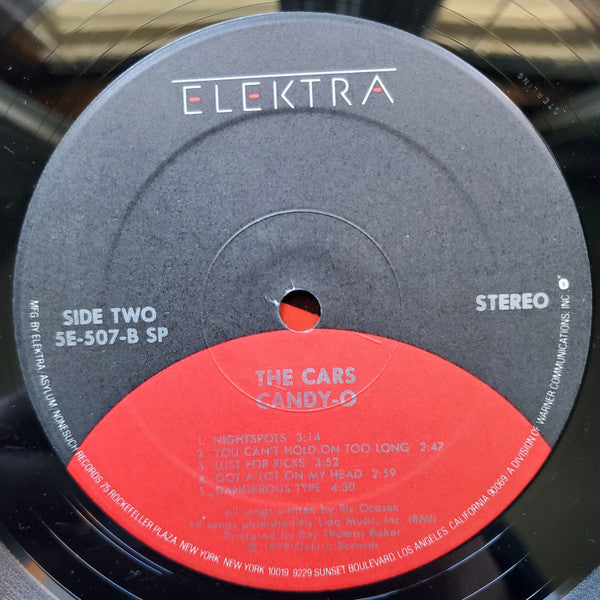 ELEKTRA
STERLING
SIDE TWO
5E-507-B SP
STEREO
THE CARS
CANDY-O
1. NIGHTSPOTS 3:14
2. YOU CAN'T HOLD ON TOO LONG 2:47
3. LUST FOR KICKS 3:52
4. GOT A LOT ON MY HEAD 2:59
5. DANGEROUS TYPE 4:30
All songs written by Ric Ocasek
All songs published by Lido Music, Inc. (BMI)
Produced by Roy Thomas Baker
℗ 1979 Elektra Records
MFG BY ELEKTRA/ASYLUM/NONESUCH RECORDS 75 ROCKEFELLER PLAZA, NEW YORK, NEW YORK 10019 9229 SUNSET BOULEVARD, LOS ANGELES, CALIFORNIA 90069 A DIVISION OF WARNER COMMUNICATIONS, INC.